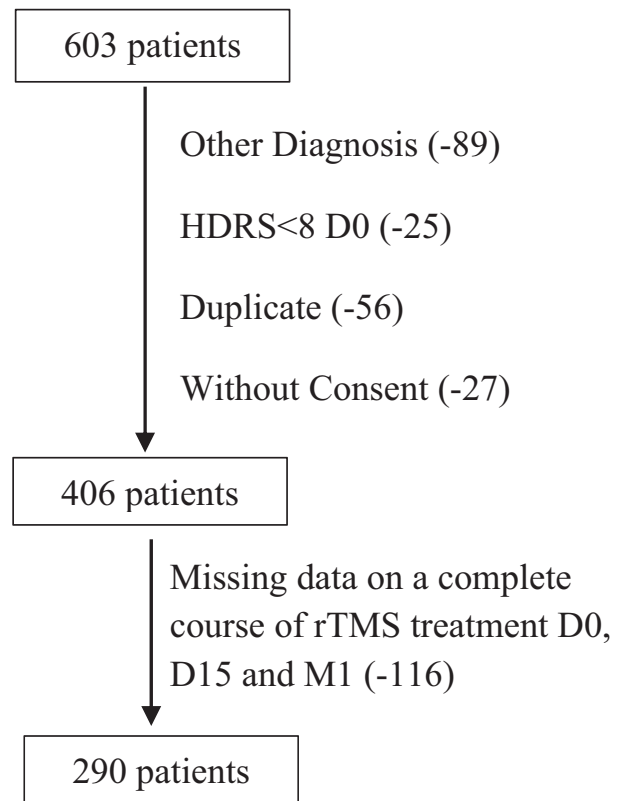 603 patients
Other Diagnosis (-89)
HDRS<8 D0 (-25)
Duplicate (-56)
Without Consent (-27)
406 patients
Missing data on a complete
course of rTMS treatment D0,
D15 and M1 (-116)
290 patients